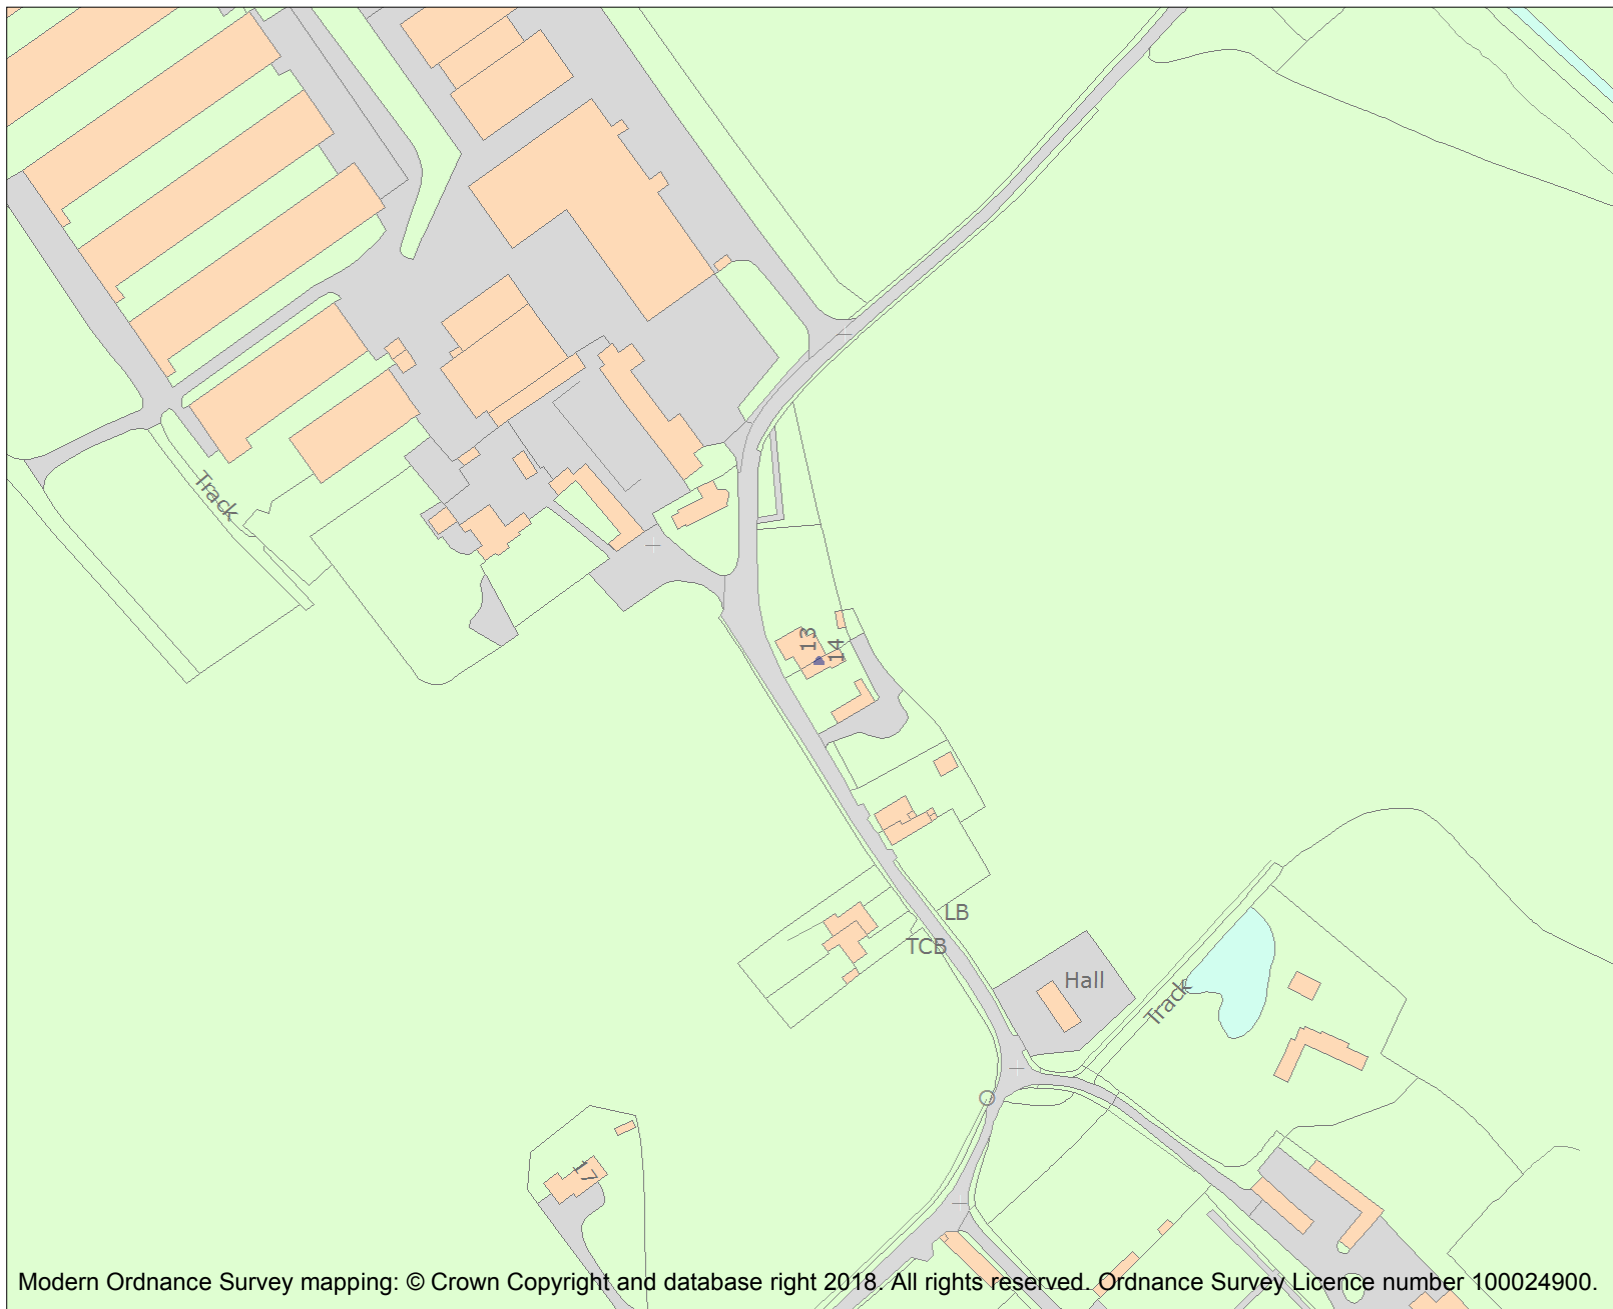 Track
13
14
LB
TCB
Hall
Track
17
Modern Ordnance Survey mapping: © Crown Copyright and database right 2018. All rights reserved. Ordnance Survey Licence number 100024900.